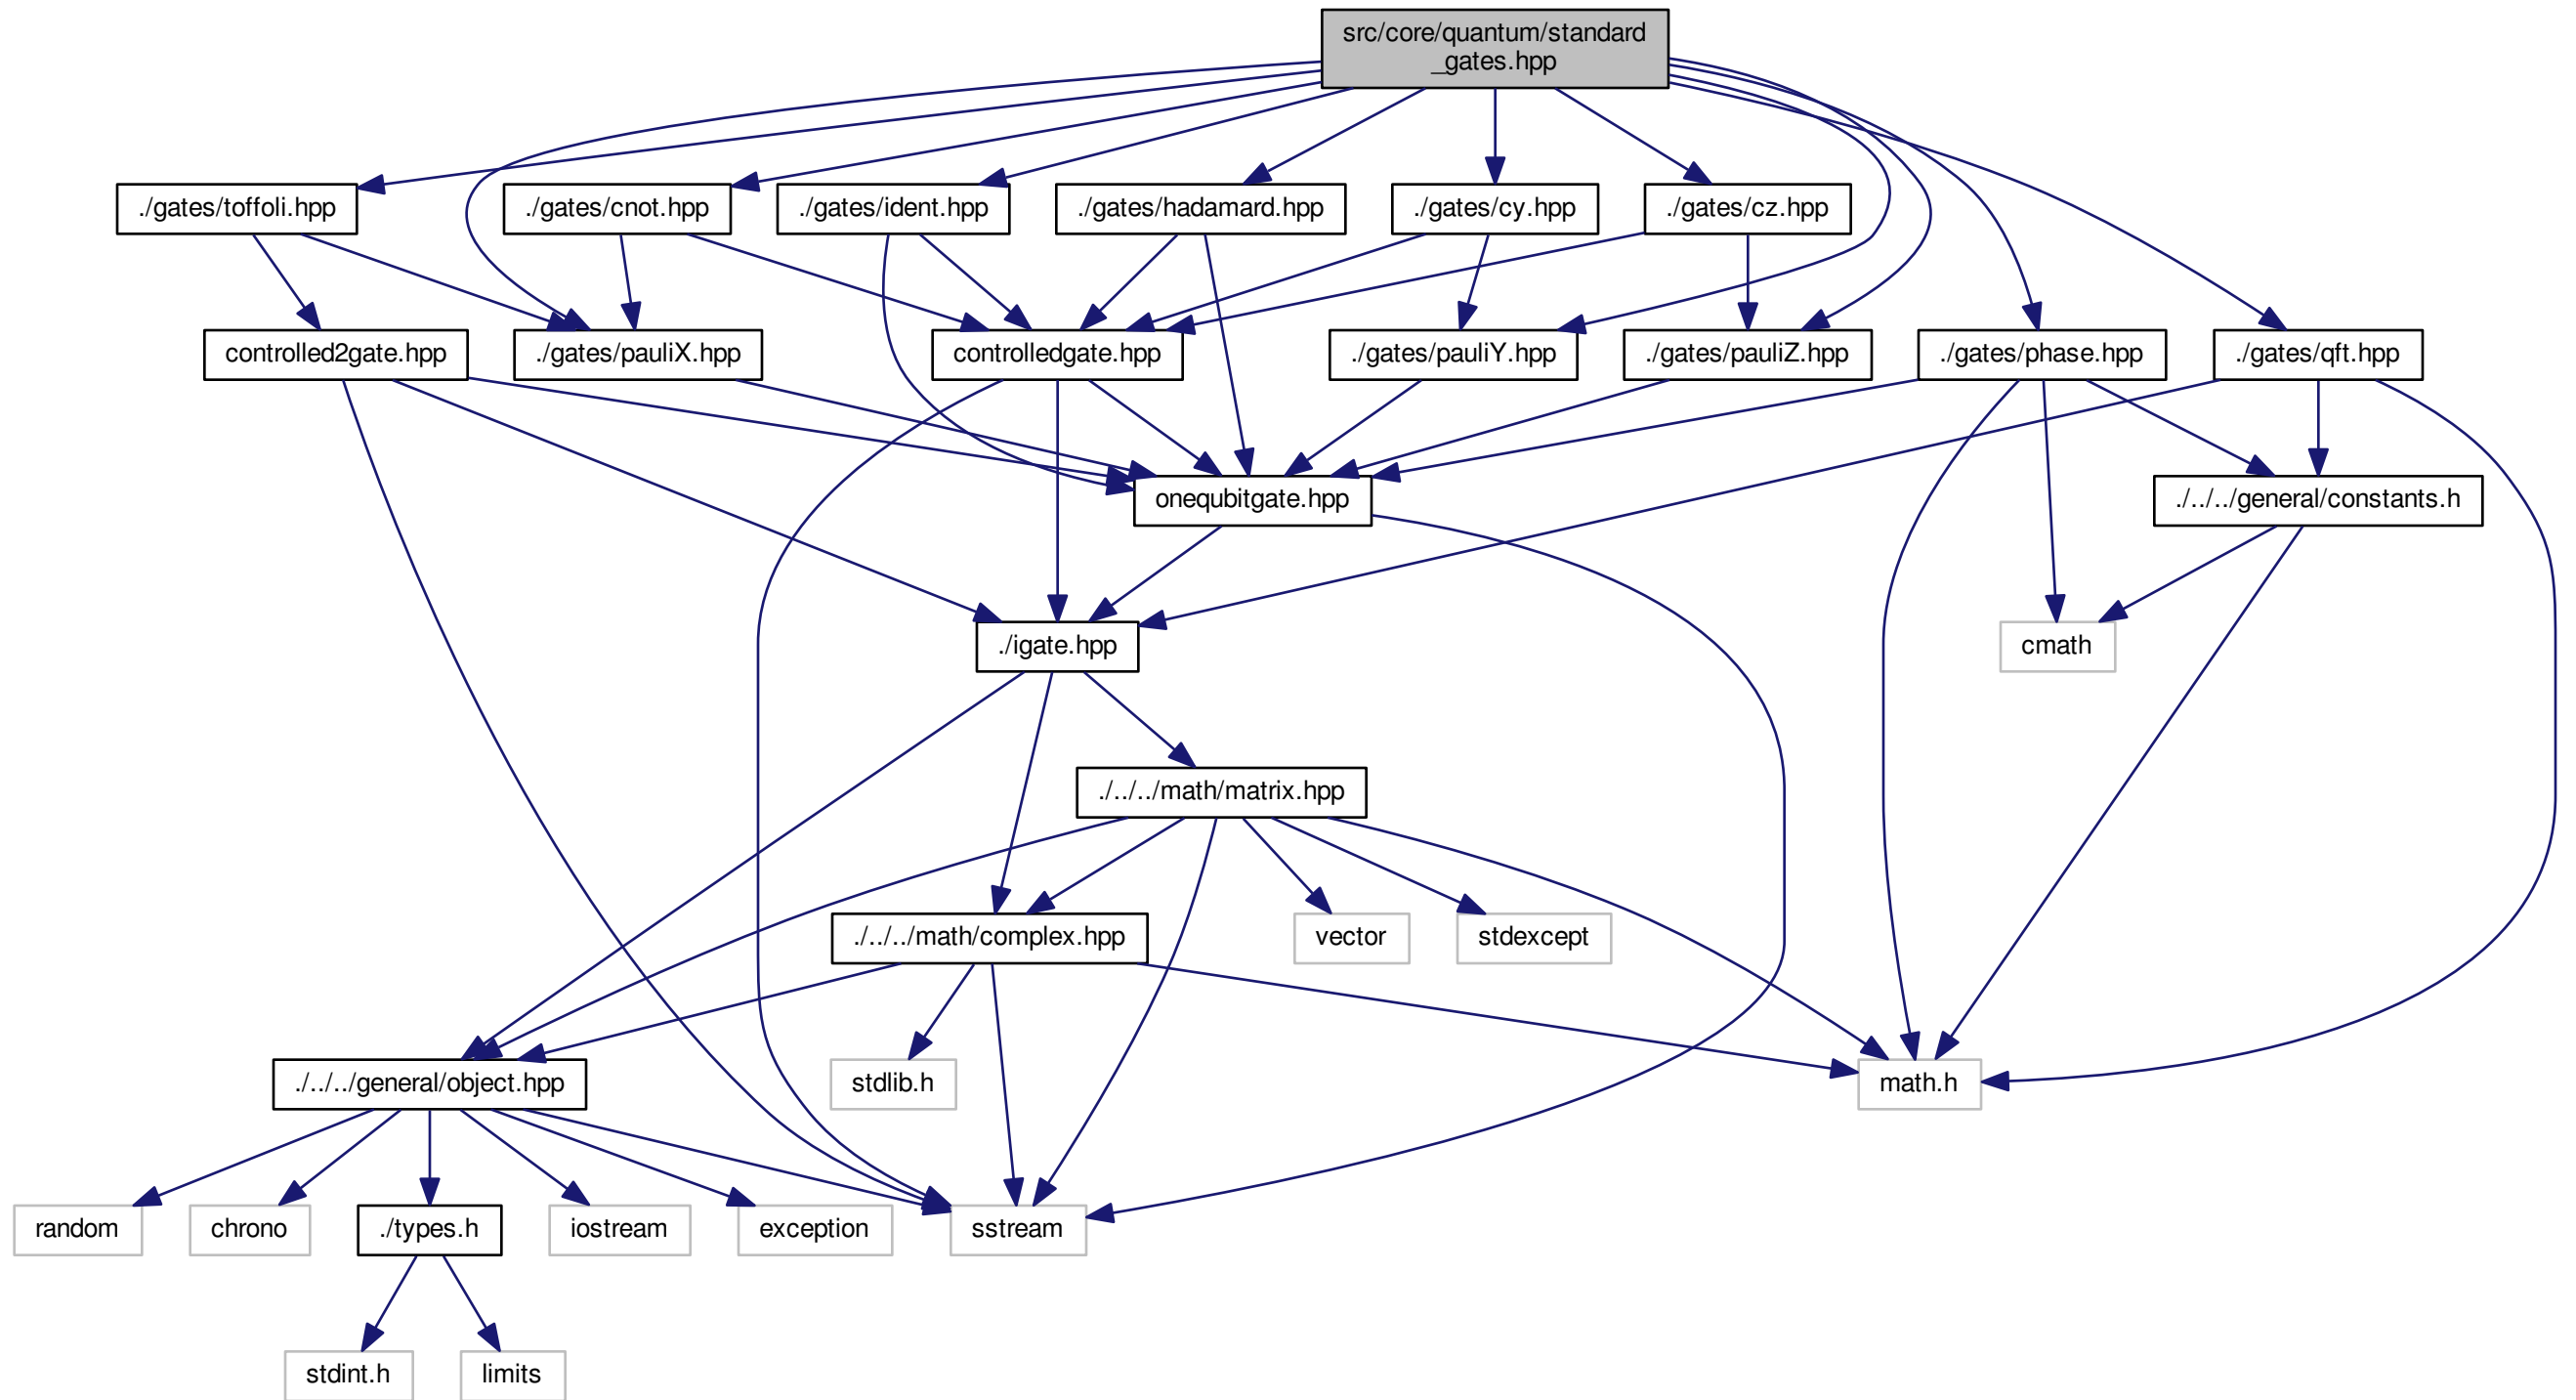 src/core/quantum/standard
_gates.hpp
./gates/toffoli.hpp
./gates/cnot.hpp
./gates/ident.hpp
./gates/hadamard.hpp
./gates/cy.hpp
./gates/cz.hpp
controlled2gate.hpp
./gates/pauliX.hpp
controlledgate.hpp
./gates/pauliY.hpp
./gates/pauliZ.hpp
./gates/phase.hpp
./gates/qft.hpp
onequbitgate.hpp
./../../general/constants.h
./igate.hpp
cmath
./../../math/matrix.hpp
./../../math/complex.hpp
vector
stdexcept
./../../general/object.hpp
stdlib.h
math.h
random
chrono
./types.h
iostream
exception
sstream
stdint.h
limits